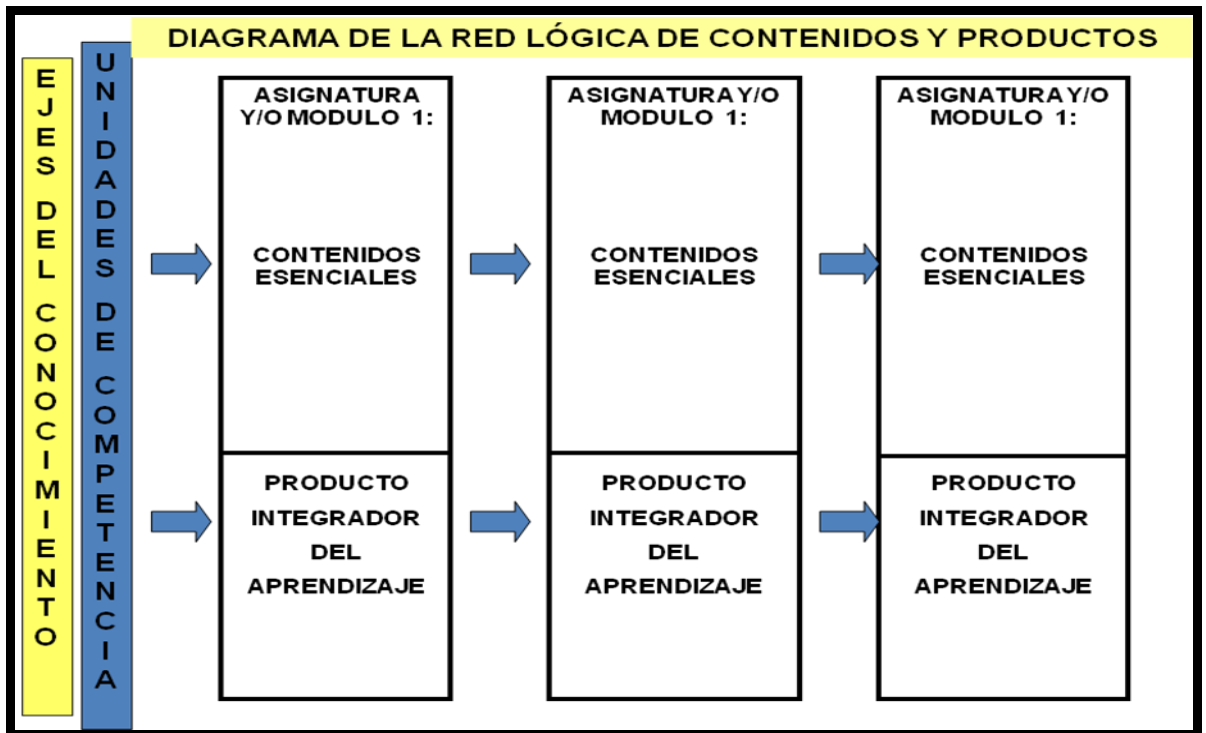 DIAGRAMA DE LA RED LÓGICA DE CONTENIDOS Y PRODUCTOS
EJES DEL CONOCIMIENTO
UNIDADES DE COMPETENCIA
ASIGNATURA
Y/O MODULO 1:
CONTENIDOS
ESENCIALES
PRODUCTO
INTEGRADOR
DEL
APRENDIZAJE
ASIGNATURA Y/O
MODULO 1:
CONTENIDOS
ESENCIALES
PRODUCTO
INTEGRADOR
DEL
APRENDIZAJE
ASIGNATURA Y/O
MODULO 1:
CONTENIDOS
ESENCIALES
PRODUCTO
INTEGRADOR
DEL
APRENDIZAJE